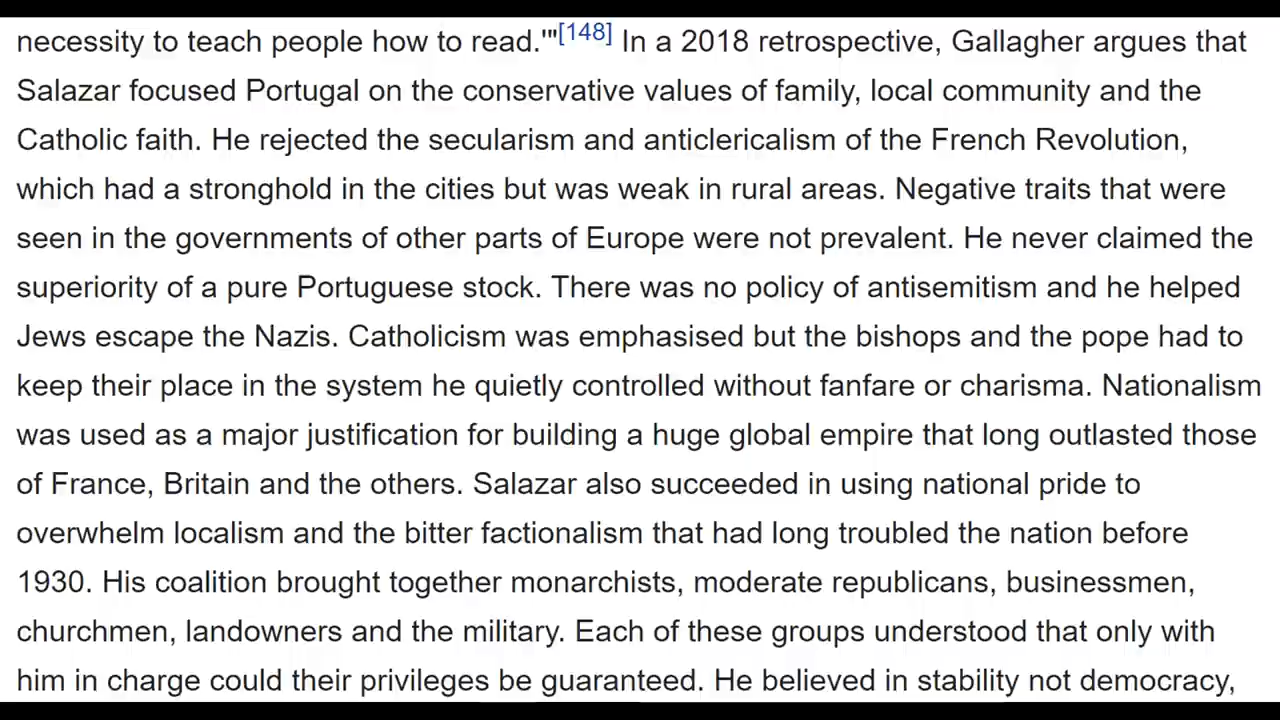 necessity to teach people how to read.'"[148] In a 2018 retrospective, Gallagher argues that
Salazar focused Portugal on the conservative values of family, local community and the
Catholic faith. He rejected the secularism and anticlericalism of the French Revolution,
which had a stronghold in the cities but was weak in rural areas. Negative traits that were
seen in the governments of other parts of Europe were not prevalent. He never claimed the
superiority of a pure Portuguese stock. There was no policy of antisemitism and he helped
Jews escape the Nazis. Catholicism was emphasised but the bishops and the pope had to
keep their place in the system he quietly controlled without fanfare or charisma. Nationalism
was used as a major justification for building a huge global empire that long outlasted those
of France, Britain and the others. Salazar also succeeded in using national pride to
overwhelm localism and the bitter factionalism that had long troubled the nation before
1930. His coalition brought together monarchists, moderate republicans, businessmen,
churchmen, landowners and the military. Each of these groups understood that only with
him in charge could their privileges be guaranteed. He believed in stability not democracy,